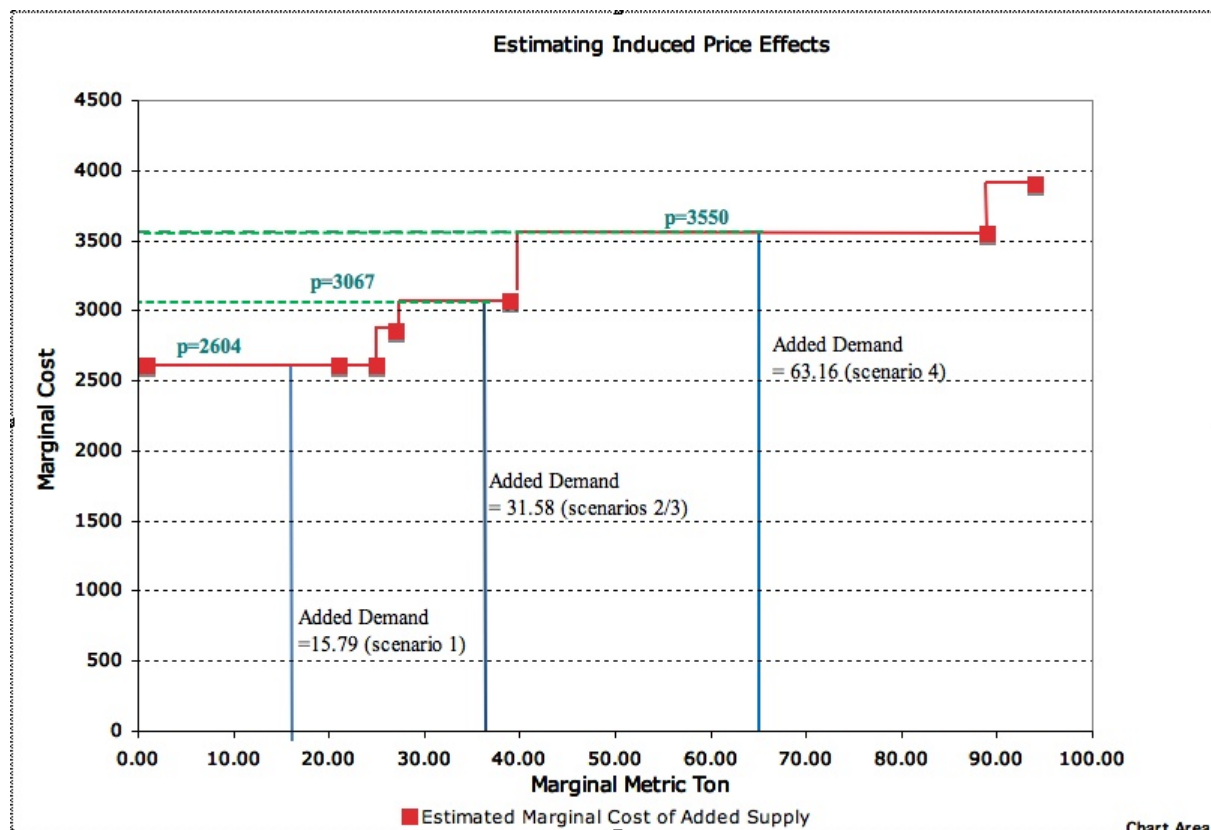 Estimating Induced Price Effects
4500
4000
3500
3000
2500
2000
1500
1000
500
0
Marginal Cost
p=3550
p=3067
p=2604
Added Demand
= 63.16 (scenario 4)
Added Demand
= 31.58 (scenarios 2/3)
Added Demand
=15.79 (scenario 1)
0.00 10.00 20.00 30.00 40.00 50.00 60.00 70.00 80.00 90.00 100.00
Marginal Metric Ton
Estimated Marginal Cost of Added Supply
Chart Area